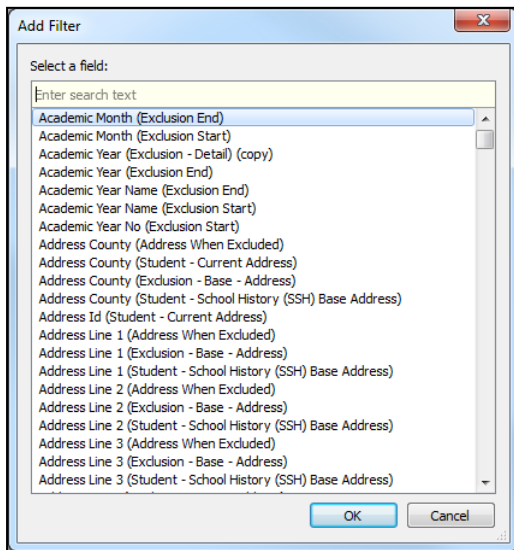 Add Filter
Select a field:
Enter search text
Academic Month (Exclusion End)
Academic Month (Exclusion Start)
Academic Year (Exclusion - Detail) (copy)
Academic Year (Exclusion End)
Academic Year Name (Exclusion End)
Academic Year Name (Exclusion Start)
Academic Year No (Exclusion Start)
Address County (Address When Excluded)
Address County (Student - Current Address)
Address County (Exclusion - Base - Address)
Address County (Student - School History (SSH) Base Address)
Address Id (Student - Current Address)
Address Line 1 (Address When Excluded)
Address Line 1 (Exclusion - Base - Address)
Address Line 1 (Student - School History (SSH) Base Address)
Address Line 2 (Address When Excluded)
Address Line 2 (Exclusion - Base - Address)
Address Line 2 (Student - School History (SSH) Base Address)
Address Line 3 (Address When Excluded)
Address Line 3 (Exclusion - Base - Address)
Address Line 3 (Student - School History (SSH) Base Address)
OK Cancel